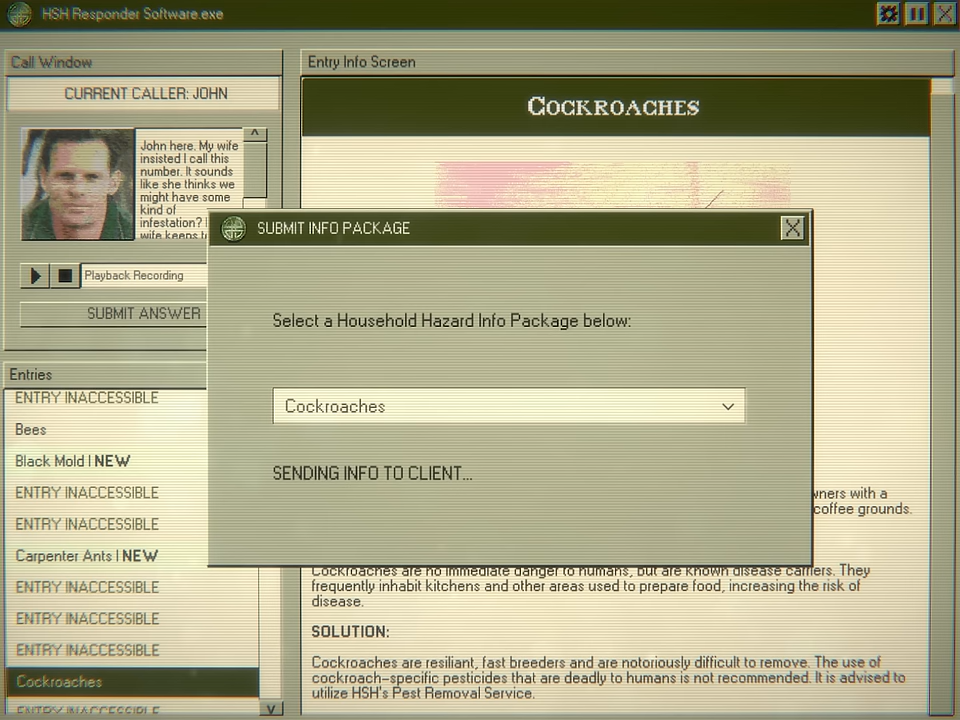 HSH Responder Software.exe
Call Window
CURRENT CALLER: JOHN
John here. My wife
insisted I call this
number. It sounds
like she thinks we
might have some
kind of
infestation?
wife keeps
Playback Recording
SUBMIT ANSWER
Entries
ENTRY INACCESSIBLE
Bees
Black Mold | NEW
ENTRY INACCESSIBLE
ENTRY INACCESSIBLE
Carpenter Ants | NEW
ENTRY INACCESSIBLE
ENTRY INACCESSIBLE
ENTRY INACCESSIBLE
Cockroaches
ENTRY INACCESSIBLE
Entry Info Screen
COCKROACHES
SUBMIT INFO PACKAGE
Select a Household Hazard Info Package below:
Cockroaches
SENDING INFO TO CLIENT...
with a
coffee grounds.
Cockroaches are no immediate danger to humans, but are known disease carriers. They
frequently inhabit kitchens and other areas used to prepare food, increasing the risk of
disease.
SOLUTION:
Cockroaches are resiliant, fast breeders and are notoriously difficult to remove. The use of
cockroach-specific pesticides that are deadly to humans is not recommended. It is advised to
utilize HSH's Pest Removal Service.